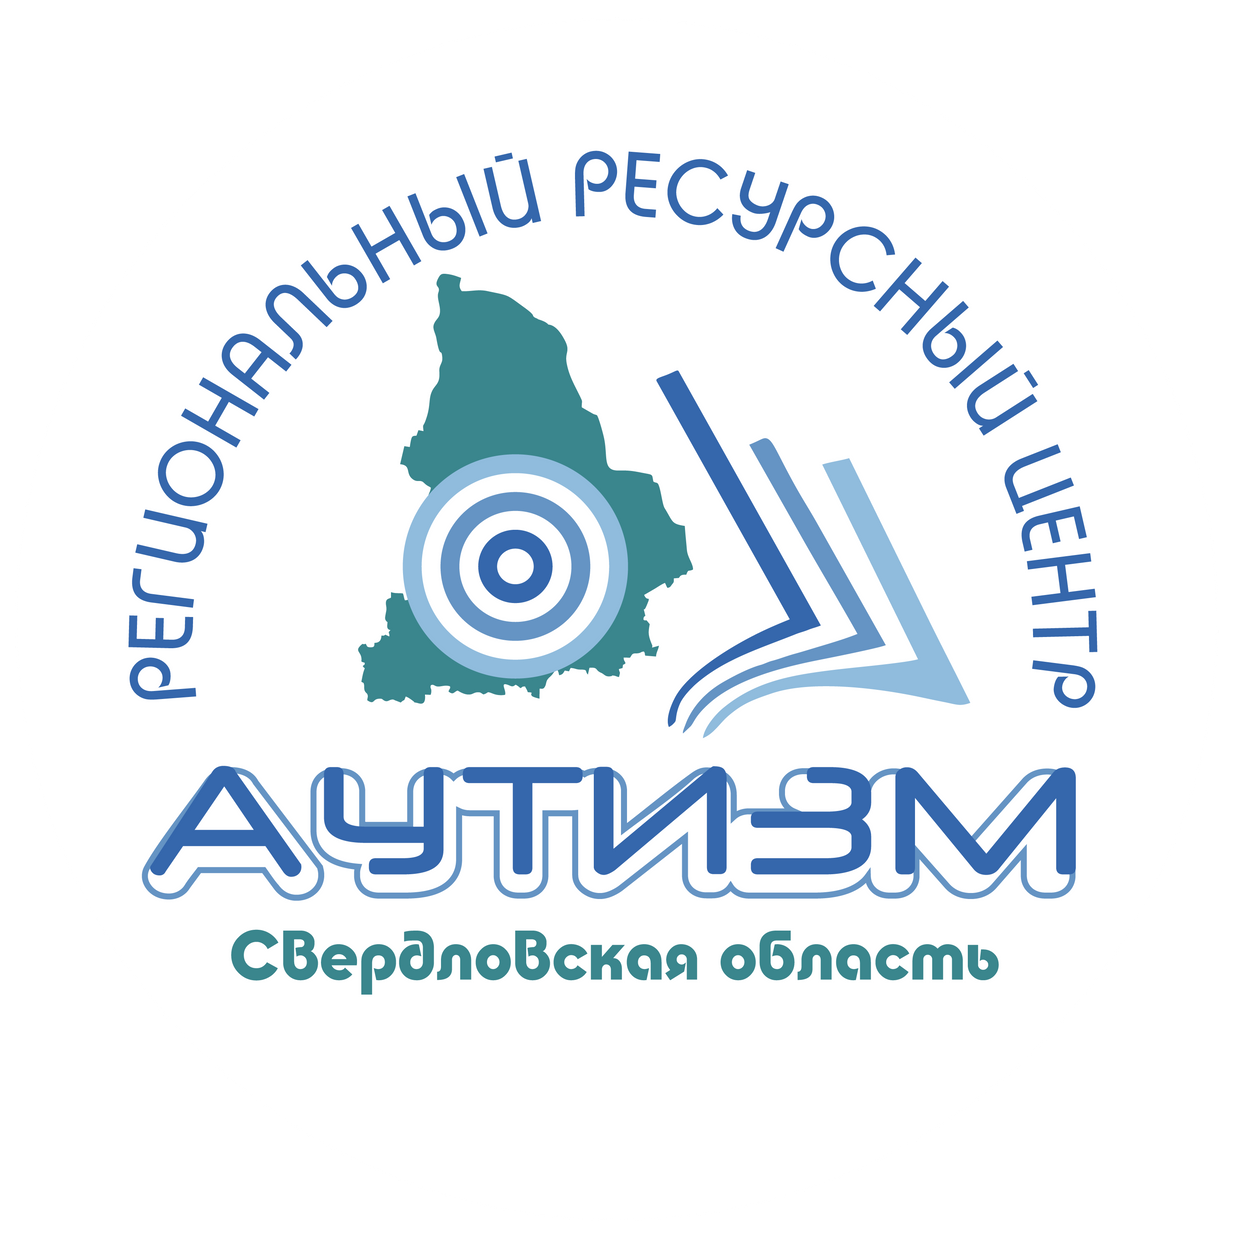 РЕГИОНАЛЬНЫЙ РЕСУРСНЫЙ ЦЕНТР
АУТИЗМ
Свердловская область